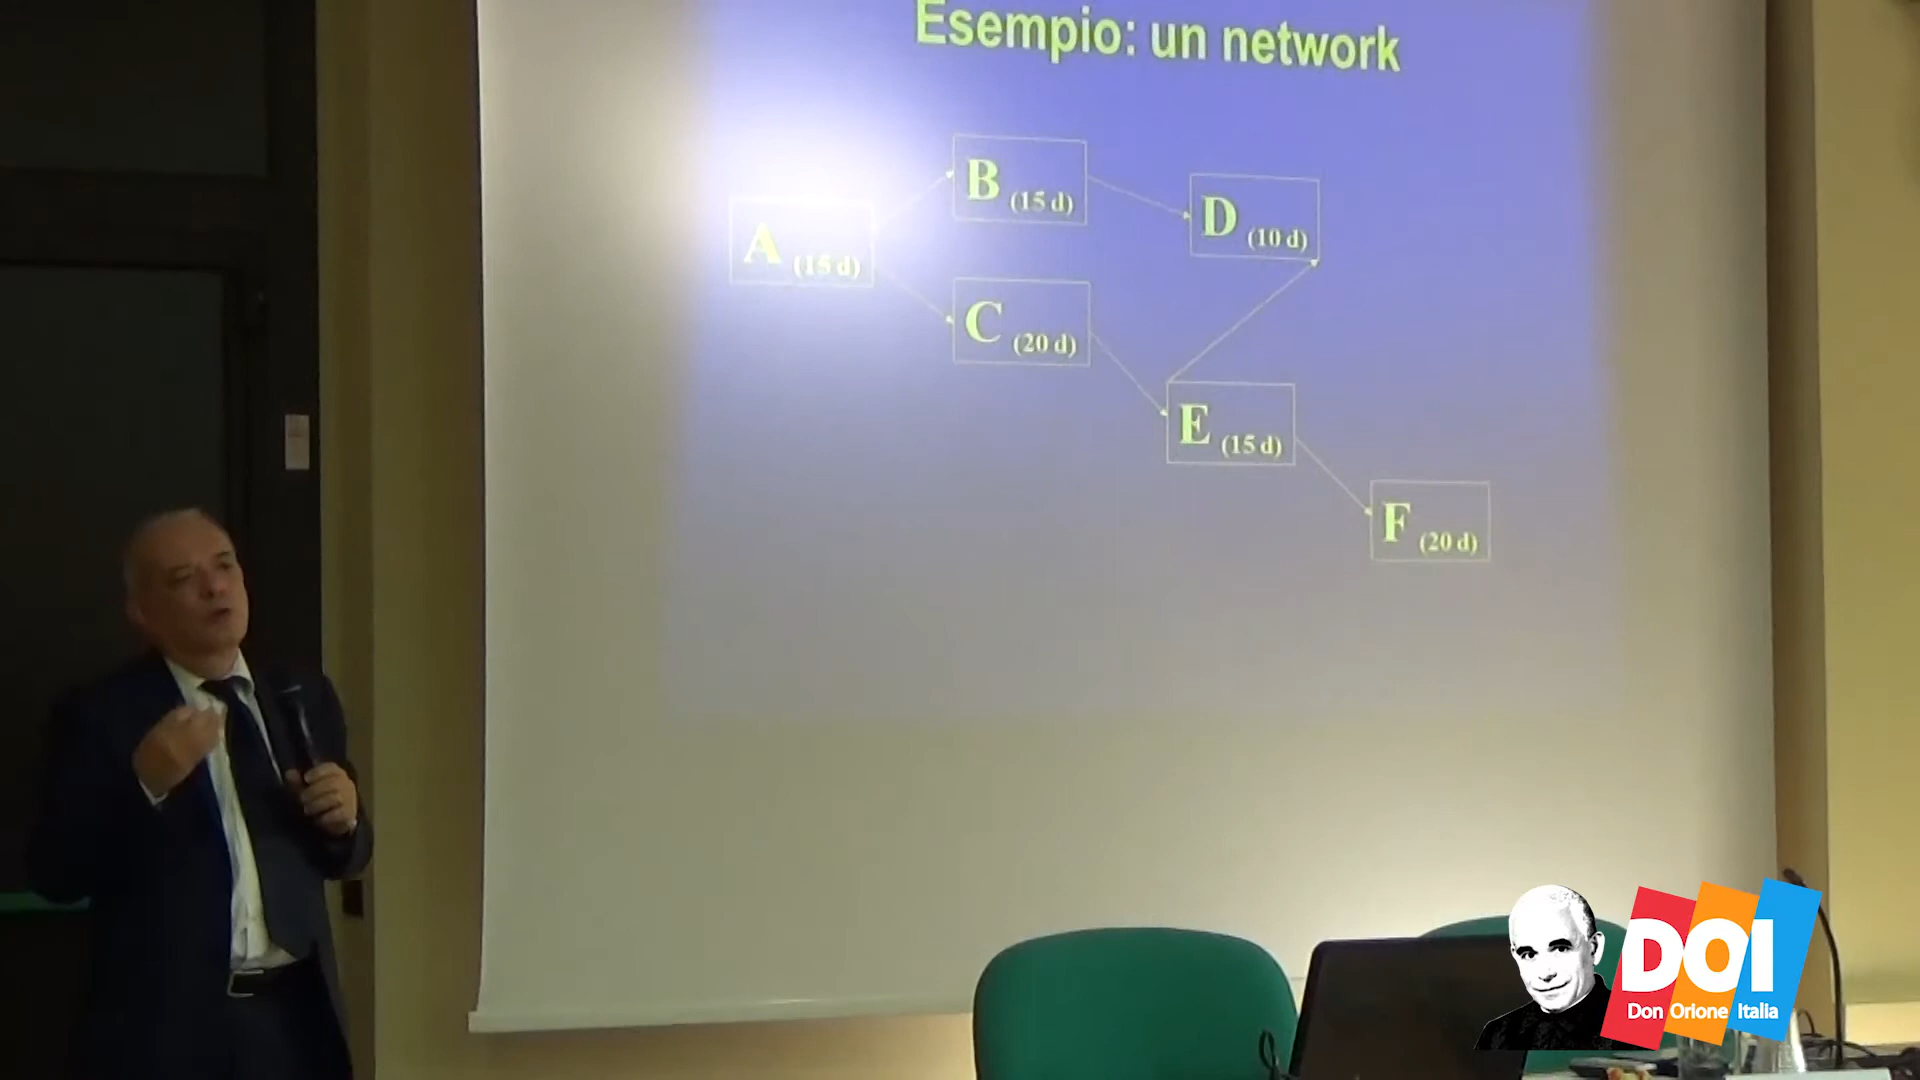 Esempio: un network
B (15 d)
D (10 d)
A (15 d)
C (20 d)
E (15 d)
F (20 d)
DOI
Don Orione Italia